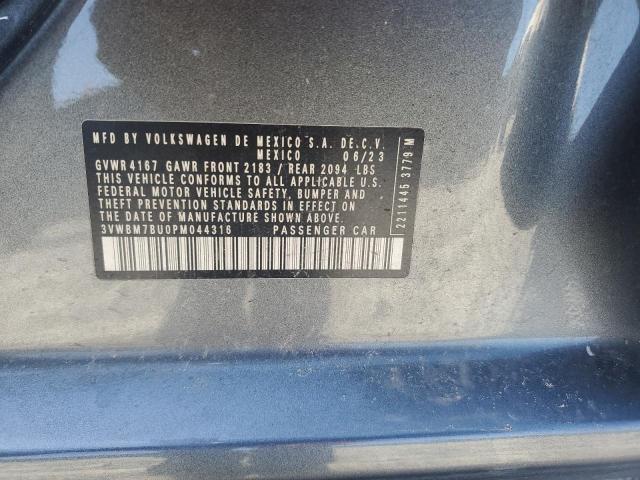 MFD BY VOLKSWAGEN DE MEXICO S.A. DE.C.V.
MEXICO 06/23
GVWR 4167 GAWR FRONT 2183 / REAR 2094 LBS
THIS VEHICLE CONFORMS TO ALL APPLICABLE U.S.
FEDERAL MOTOR VEHICLE SAFETY, BUMPER AND
THEFT PREVENTION STANDARDS IN EFFECT ON
THE DATE OF MANUFACTURE SHOWN ABOVE.
3VWBM7BU0PM044316 PASSENGER CAR
2211445 3779 M